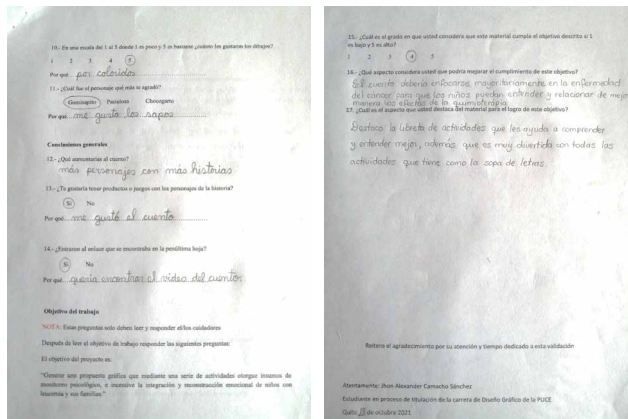 10.- En una escala del 1 al 5 donde 1 es poco y 5 es bastante ¿cuánto les gustaron los dibujos?
1 2 3 4 5
Por qué por coloridos
11.- ¿Cuál fue el personaje qué más te agradó?
Por qué me gusta los sapos
Conclusiones generales
12.- ¿Qué aumentarías al cuento?
más personajes con más historias
13.- ¿Te gustaría tener productos o juegos con los personajes de la historia?
Si No
Por qué me gustó el cuento
14.- ¿Entraron al enlace que se encontraba en la penúltima hoja?
Si No
Por qué quería encontrar el video del cuento
Objetivo del trabajo
NOTA: Estas preguntas solo deben leer y responder el/los cuidadores
Después de leer el objetivo de trabajo responder las siguientes preguntas:
El objetivo del proyecto es:
"Generar una propuesta gráfica que mediante una serie de actividades otorgue insumos de
monitoreo psicológico, e incentive la integración y reconstrucción emocional de niños con
leucemia y sus familias."
15.- ¿Cuál es el grado en que usted considera que este material cumple el objetivo descrito si 1
es bajo y 5 es alto?
1 2 3 4 5
16.- ¿Qué aspecto considera usted que podría mejorar el cumplimiento de este objetivo?
El cuento debería enfocarse mayoritariamente en la enfermedad
del cáncer para que los niños puedan entender y relacionar de mejor
manera los efectos de la quimioterapia
17. ¿Cuál es el aspecto que usted destaca del material para el logro de este objetivo?
Destaco la libreta de actividades que les ayuda a comprender
y entender mejor, además que es muy divertida con todas las
actividades que tiene como la sopa de letras.
Reitero el agradecimiento por su atención y tiempo dedicado a esta validación
Atentamente: Jhon Alexander Camacho Sánchez
Estudiante en proceso de titulación de la carrera de Diseño Gráfico de la PUCE
Quito de octubre 2021